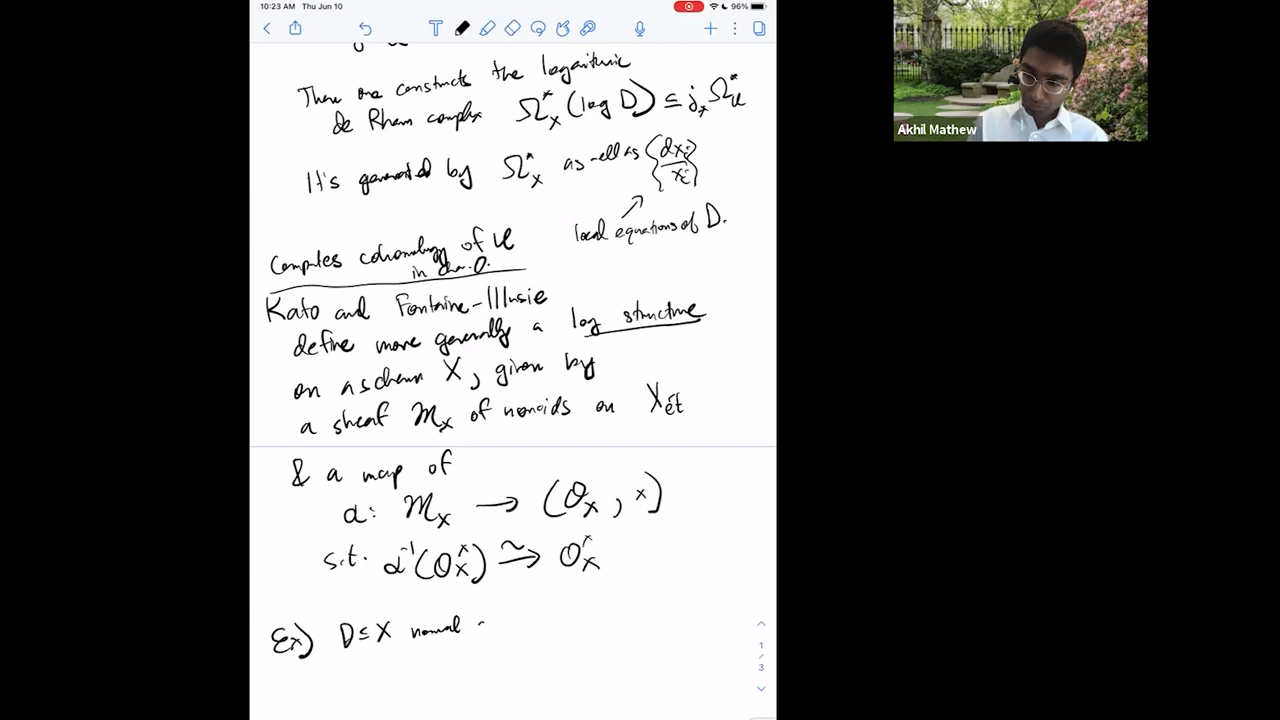 10:23 AM Thu Jun 10
96%
Then one constructs the logarithmic
de Rham complex Ω*_X (log D) ⊆ j_* Ω*_U
It's generated by Ω*_X as well as {dx_i/x_i}
local equations of D.
Computes cohomology of U
in char. 0.
Kato and Fontaine-Illusie
define more generally a log structure
on a scheme X, given by
a sheaf M_X of monoids on X_ét
& a map of
α: M_X → (O_X, ×)
s.t. α⁻¹(O_X^×) ⥲ O_X^×
Ex) D ⊆ X normal
1
/
3
Akhil Mathew